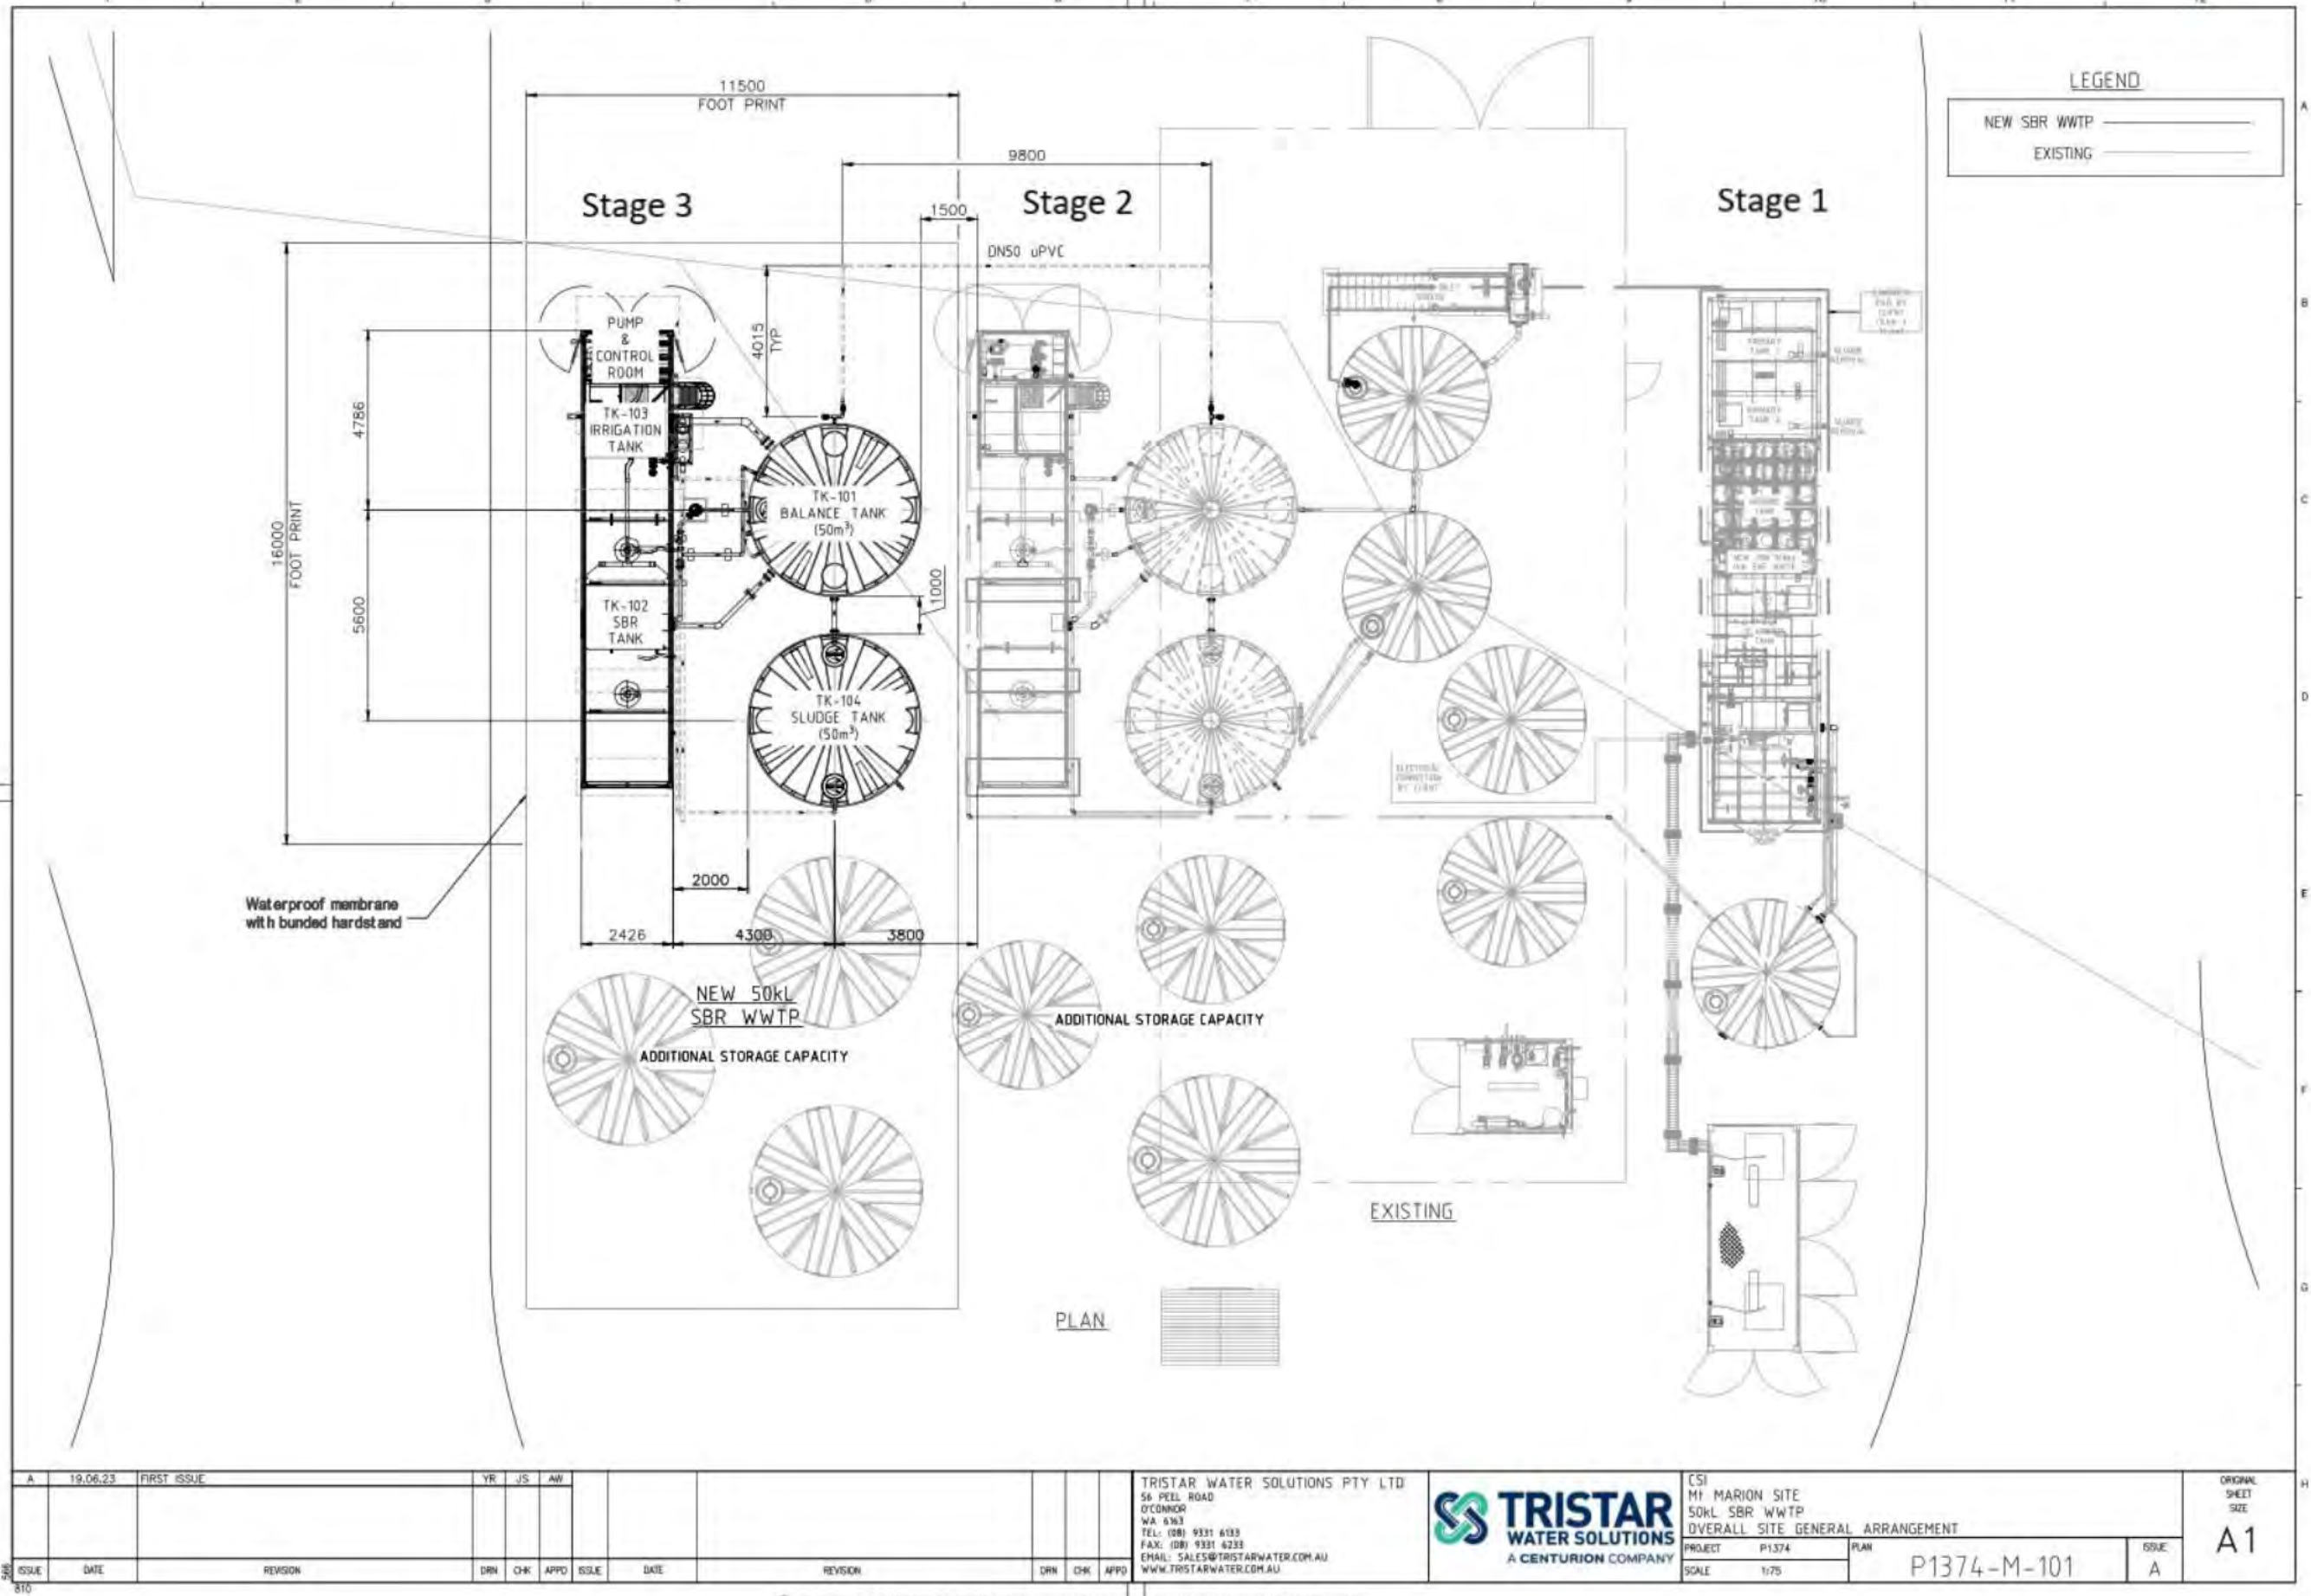 11500
FOOT PRINT
LEGEND
NEW SBR WWTP
EXISTING
9800
Stage 3
1500
Stage 2
Stage 1
DN50 uPVC
4015
TYP
PUMP
&
CONTROL
ROOM
TK-103
IRRIGATION
TANK
4786
16000
FOOT PRINT
TK-101
BALANCE TANK
(50m³)
5600
TK-102
SBR
TANK
1000
TK-104
SLUDGE TANK
(50m³)
ELECTRICAL
CONNECTION
BY CLIENT
Waterproof membrane
with bunded hardstand
2000
2426
4300
3800
NEW 50kL
SBR WWTP
ADDITIONAL STORAGE CAPACITY
ADDITIONAL STORAGE CAPACITY
EXISTING
PLAN
A
B
C
D
E
F
G
H
A 19.06.23 FIRST ISSUE YR JS AW
ISSUE DATE REVISION DRN CHK APPD ISSUE DATE REVISION DRN CHK APPD
TRISTAR WATER SOLUTIONS PTY LTD
56 PEEL ROAD
O'CONNOR
WA 6163
TEL: (08) 9331 6133
FAX: (08) 9331 6233
EMAIL: SALES@TRISTARWATER.COM.AU
WWW.TRISTARWATER.COM.AU
TRISTAR
WATER SOLUTIONS
A CENTURION COMPANY
CSI
Mt MARION SITE
50kL SBR WWTP
OVERALL SITE GENERAL ARRANGEMENT
PROJECT P1374
SCALE 1:75
PLAN
P1374-M-101
ISSUE
A
ORIGINAL
SHEET
SIZE
A1
810